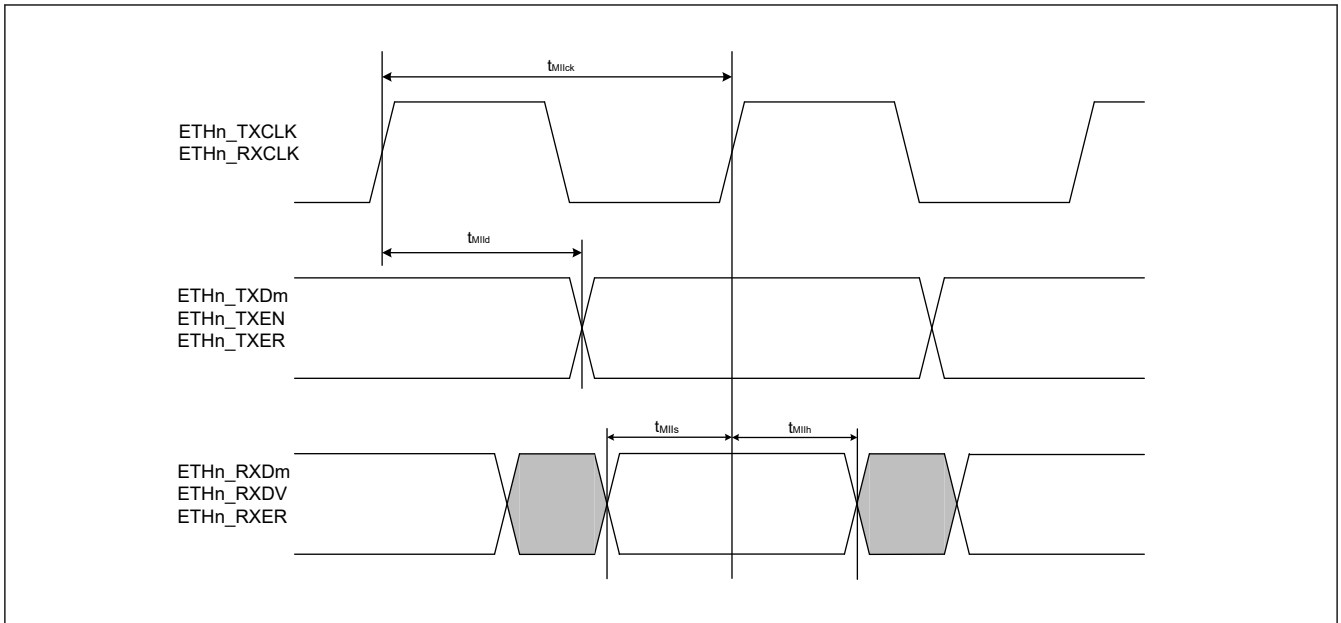 tMIIck
ETHn_TXCLK
ETHn_RXCLK
tMIId
ETHn_TXDm
ETHn_TXEN
ETHn_TXER
tMIIs
tMIIh
ETHn_RXDm
ETHn_RXDV
ETHn_RXER